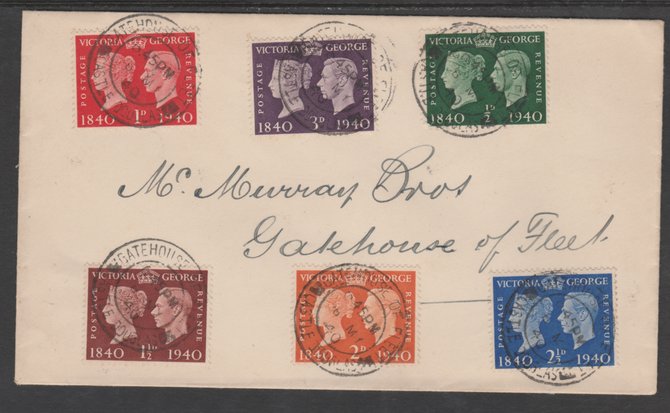 VICTORIA GEORGE
POSTAGE REVENUE
1840 1D 1940
VICTORIA GEORGE
POSTAGE REVENUE
1840 3D 1940
VICTORIA GEORGE
POSTAGE REVENUE
1840 ½D 1940
Mc. Murray Bros
Gatehouse of Fleet
GATEHOUSE
VICTORIA GEORGE
POSTAGE REVENUE
1840 1½D 1940
VICTORIA GEORGE
POSTAGE REVENUE
1840 2D 1940
VICTORIA GEORGE
POSTAGE REVENUE
1840 2½D 1940